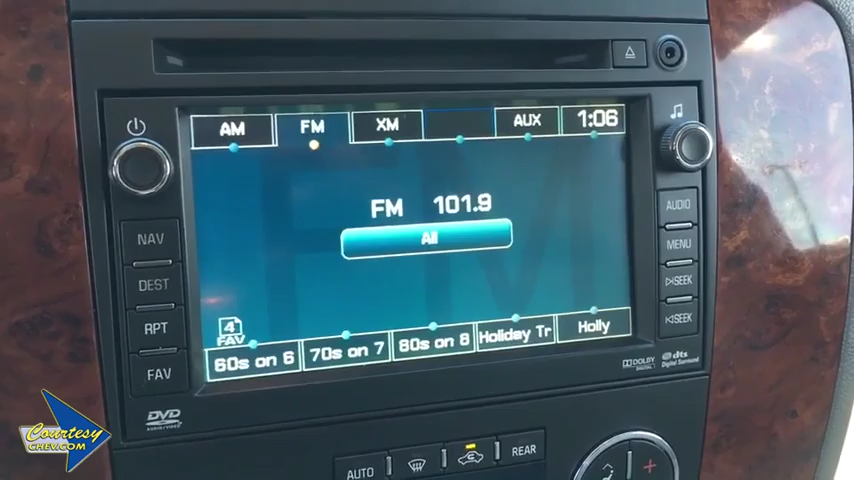 AM FM XM AUX 1:06
FM 101.9
All
4
FAV
60s on 6 70s on 7 80s on 8 Holiday Tr Holly
NAV
DEST
RPT
FAV
AUDIO
MENU
SEEK
SEEK
DVD
AUDIO/VIDEO
DOLBY
DIGITAL
dts
Digital Surround
AUTO
REAR
Courtesy
CHEV.COM